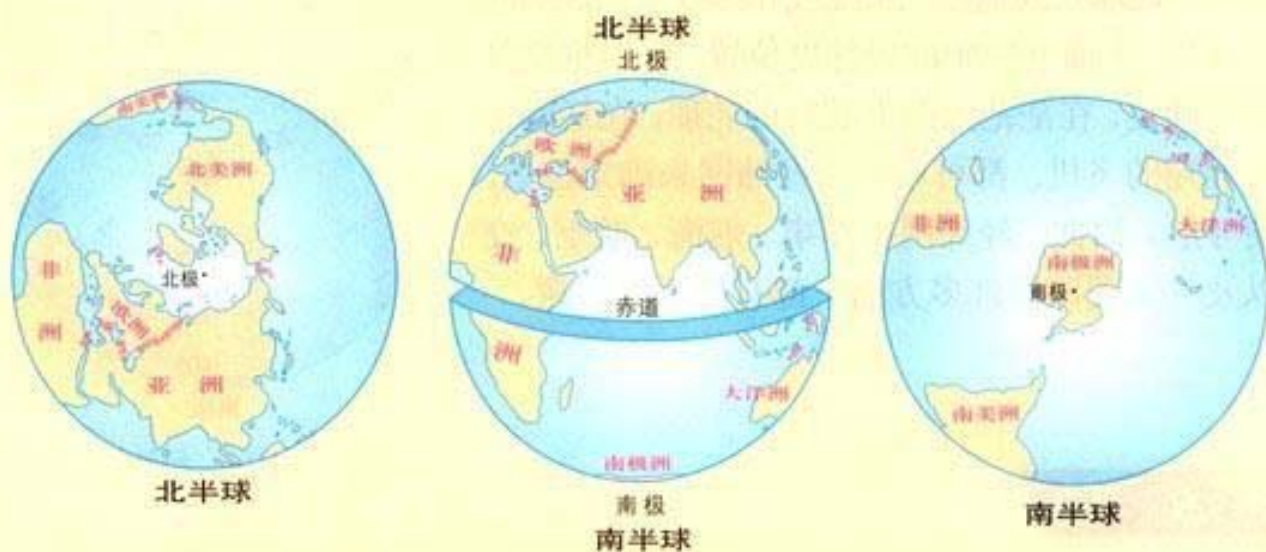 北半球
北极
南美洲
北美洲
北极
非
洲
欧洲
亚洲
北半球
欧洲
亚洲
非
赤道
洲
大洋洲
南极洲
南极
南半球
非洲
大洋洲
南极洲
南极
南美洲
南半球